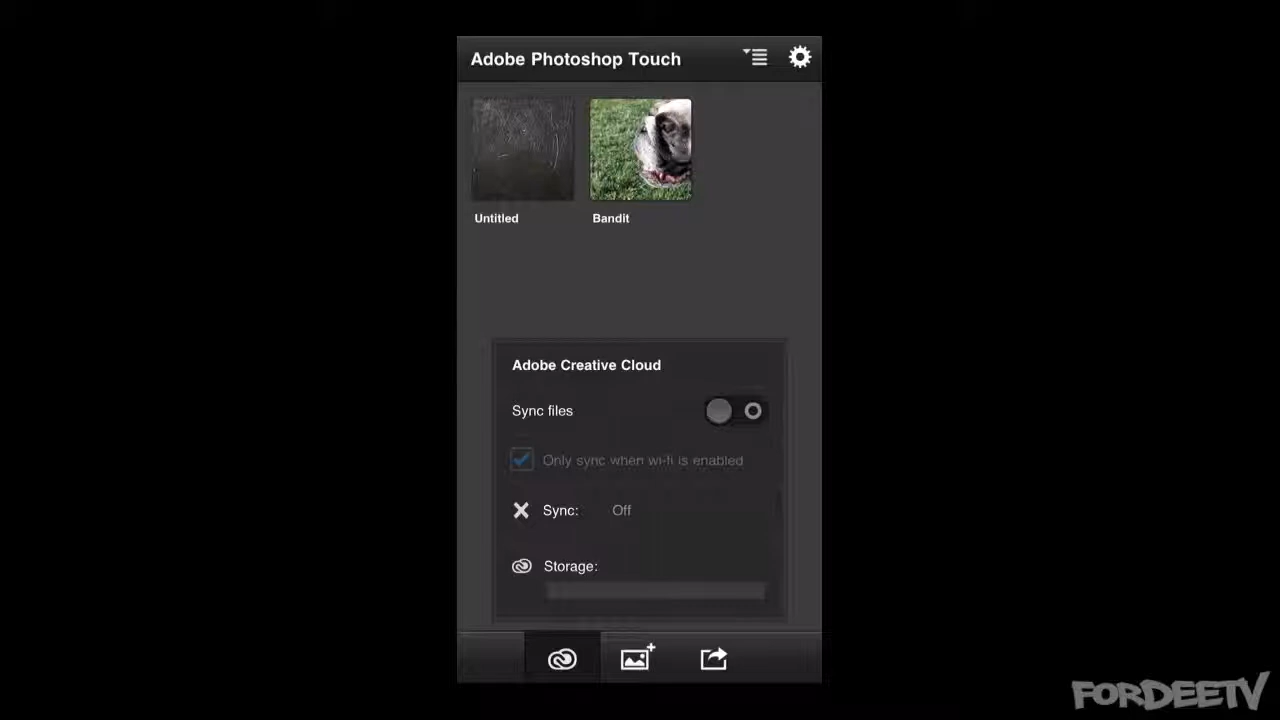 Adobe Photoshop Touch
Untitled
Bandit
Adobe Creative Cloud
Sync files
Only sync when wi-fi is enabled
Sync: Off
Storage:
FORDEETV